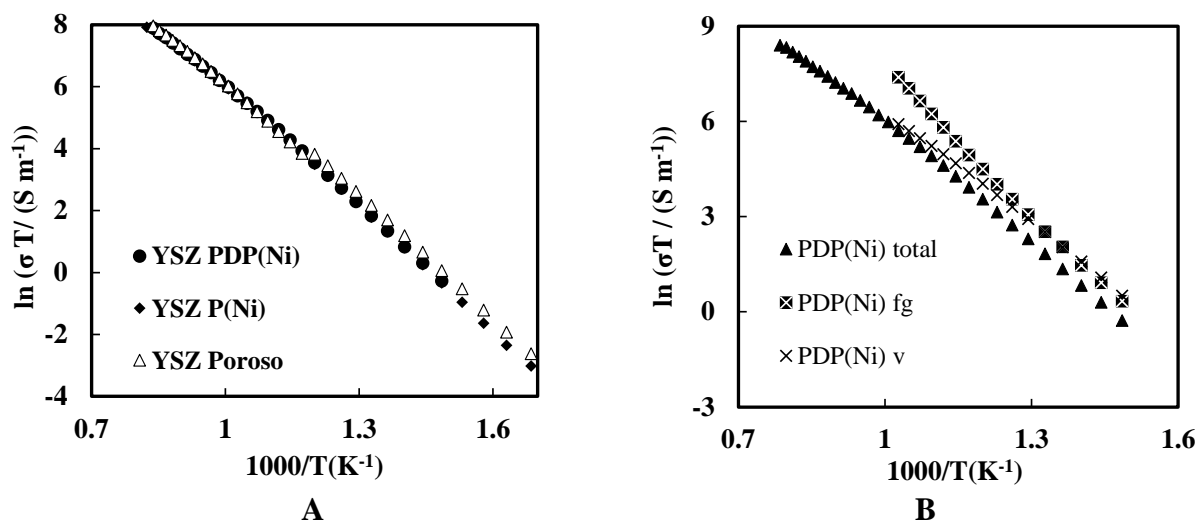 8
6
4
2
0
-2
-4
ln (σ T/ (S m⁻¹))
YSZ PDP(Ni)
YSZ P(Ni)
YSZ Poroso
0.7
1
1.3
1.6
1000/T(K⁻¹)
A
9
6
3
0
-3
ln (σT / (S m⁻¹))
PDP(Ni) total
PDP(Ni) fg
PDP(Ni) v
0.7
1
1.3
1.6
1000/T(K⁻¹)
B